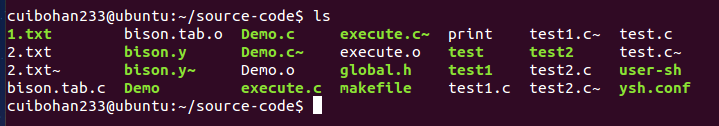 cuibohan233@ubuntu:~/source-code$ ls
1.txt bison.tab.o Demo.c execute.c~ print test1.c~ test.c
2.txt bison.y Demo.c~ execute.o test test2 test.c~
2.txt~ bison.y~ Demo.o global.h test1 test2.c user-sh
bison.tab.c Demo execute.c makefile test1.c test2.c~ ysh.conf
cuibohan233@ubuntu:~/source-code$